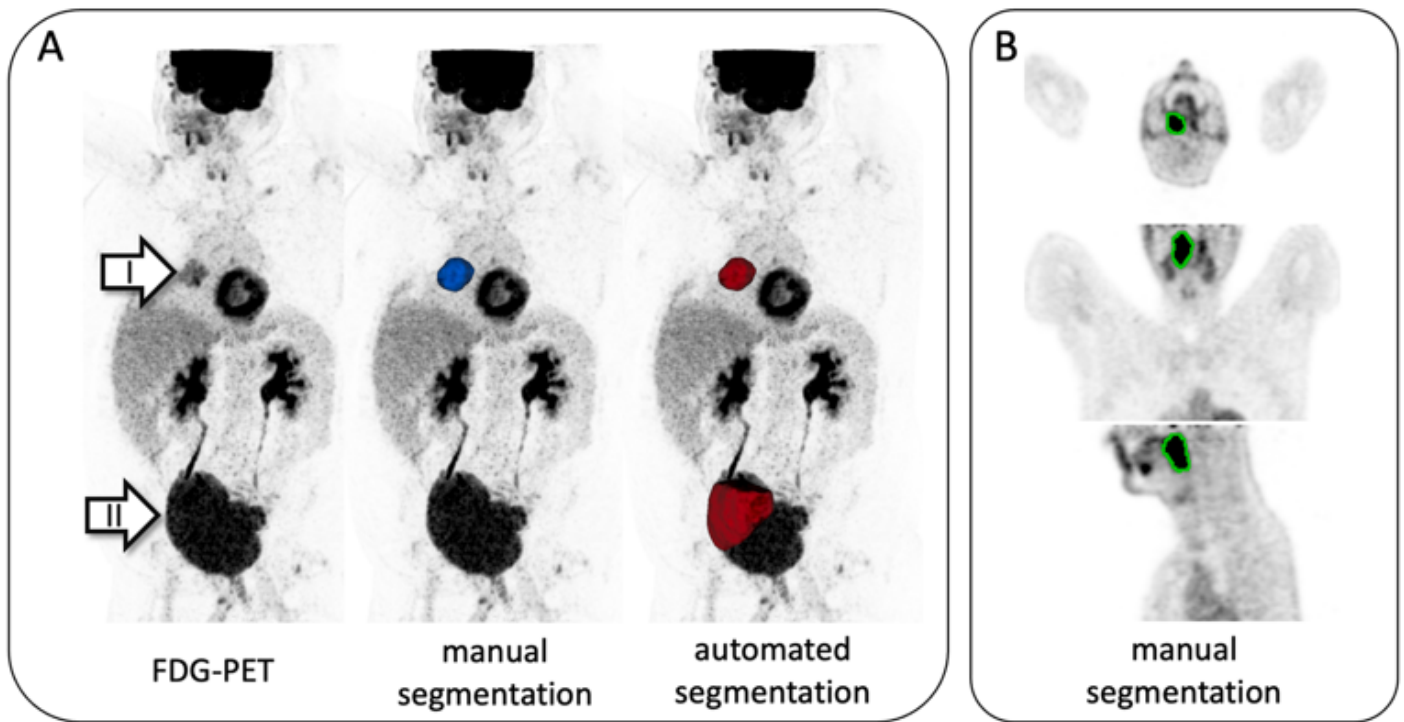 A
I
II
FDG-PET
manual
segmentation
automated
segmentation
B
manual
segmentation